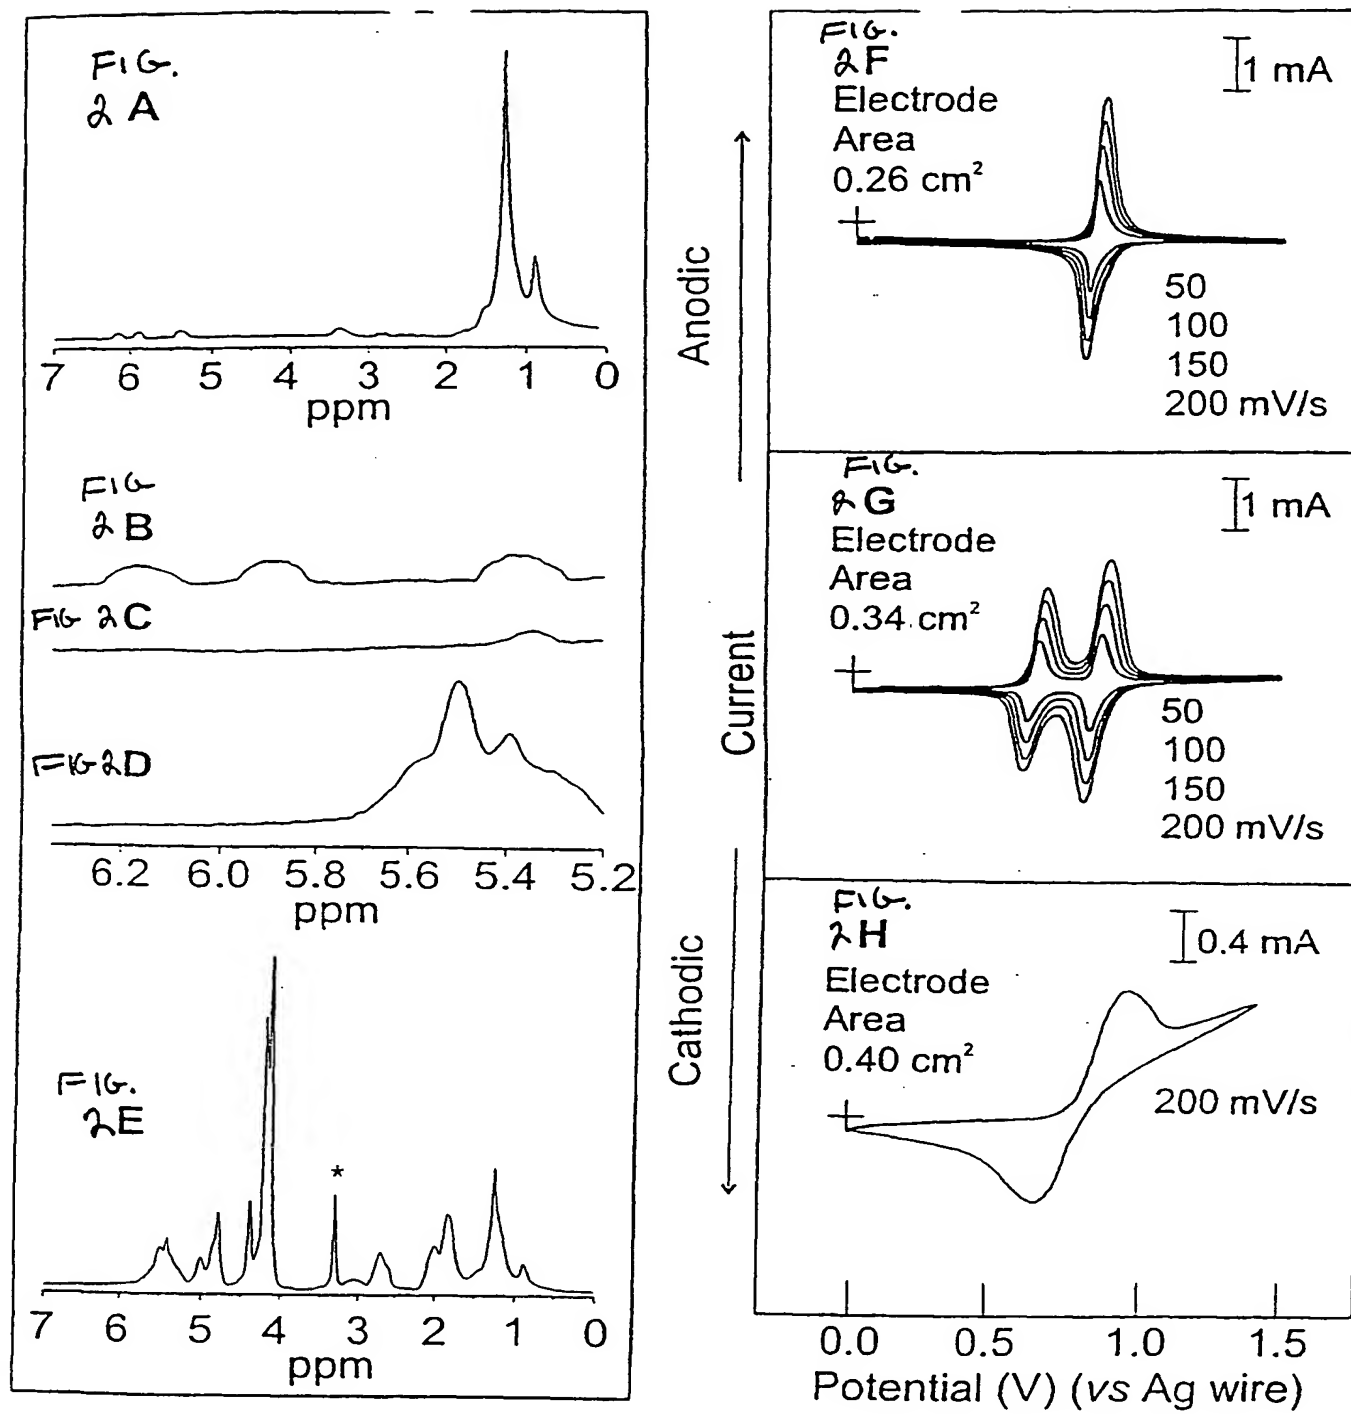 FIG.
2 A
7 6 5 4 3 2 1 0
ppm
FIG
2 B
FIG 2C
FIG 2D
6.2 6.0 5.8 5.6 5.4 5.2
ppm
FIG.
2E
*
7 6 5 4 3 2 1 0
ppm
Anodic
Current
Cathodic
FIG.
2F
1 mA
Electrode
Area
0.26 cm²
50
100
150
200 mV/s
FIG.
2G
1 mA
Electrode
Area
0.34 cm²
50
100
150
200 mV/s
FIG.
2H
0.4 mA
Electrode
Area
0.40 cm²
200 mV/s
0.0 0.5 1.0 1.5
Potential (V) (vs Ag wire)